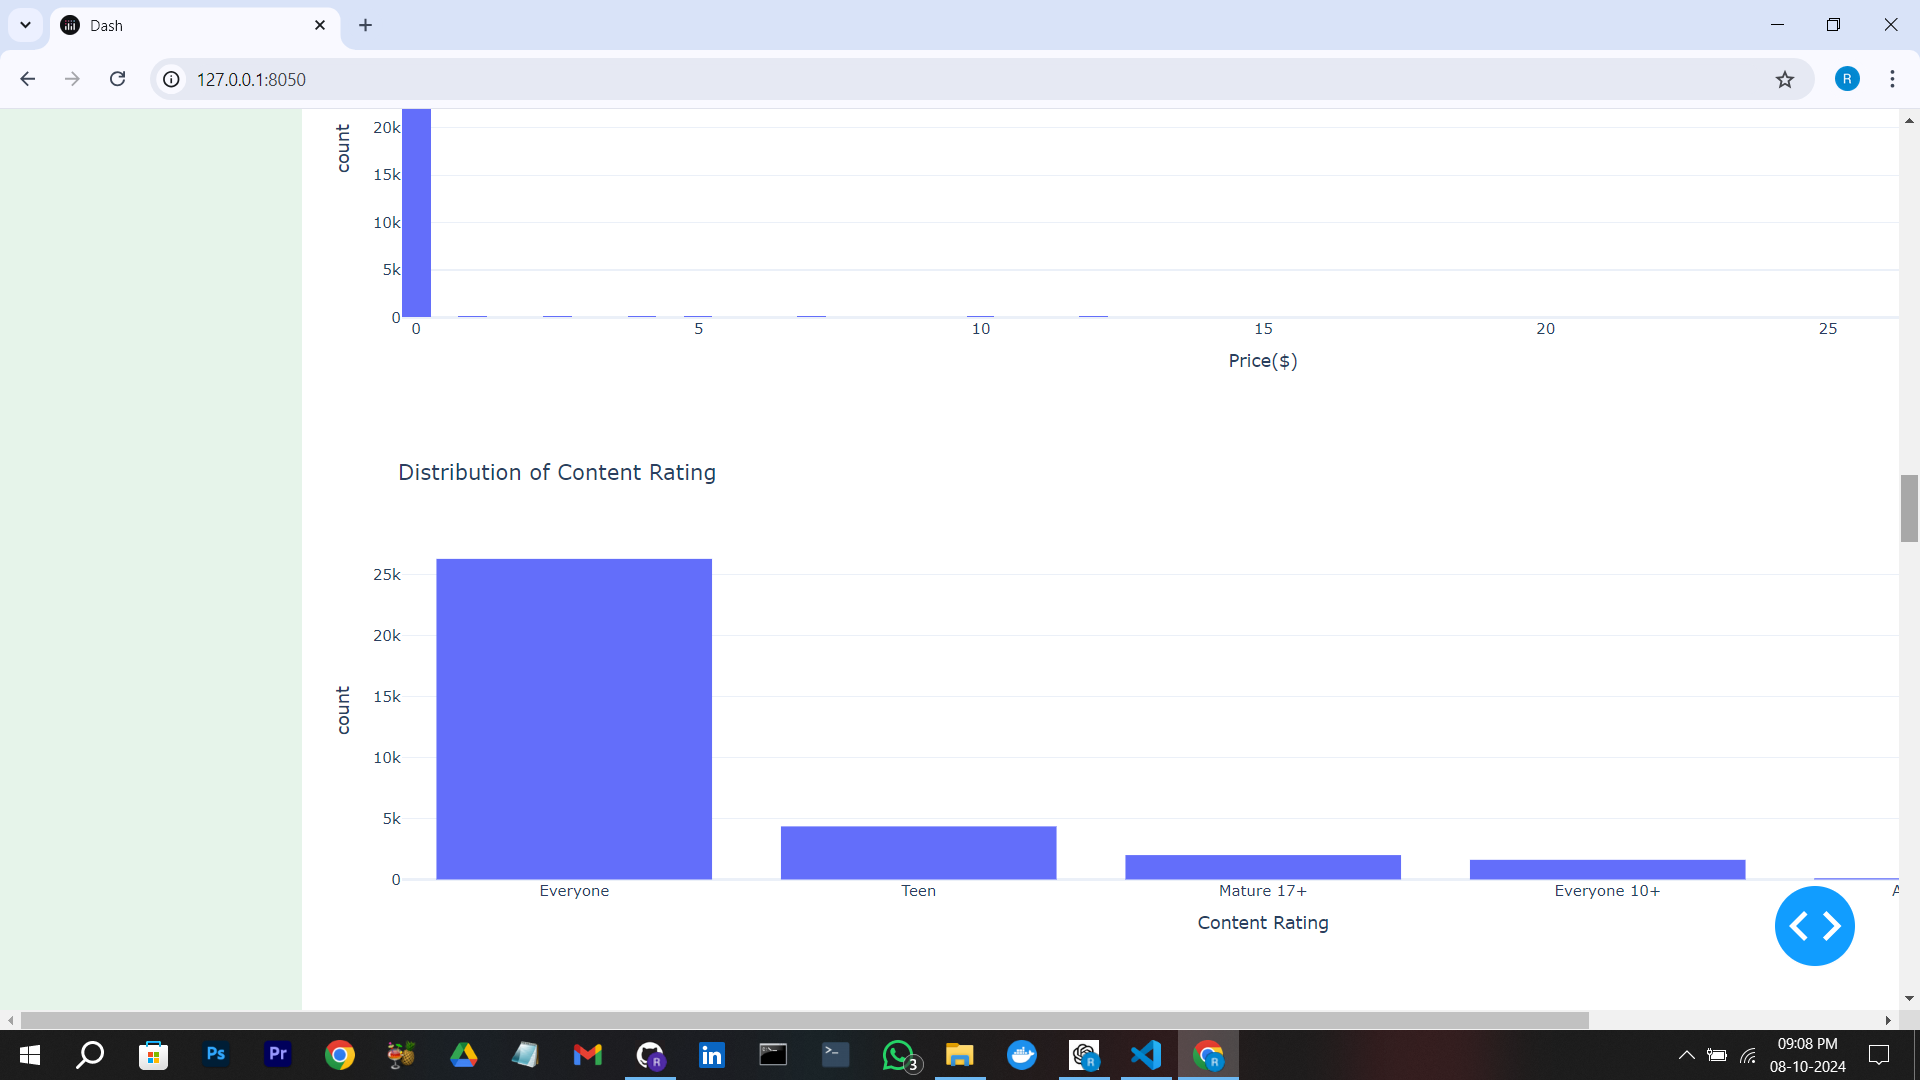 Dash
127.0.0.1:8050
R
count
20k
15k
10k
5k
0
0 5 10 15 20 25
Price($)
Distribution of Content Rating
count
25k
20k
15k
10k
5k
0
Everyone Teen Mature 17+ Everyone 10+ A
Content Rating
Ps Pr R in 3 R R
09:08 PM
08-10-2024